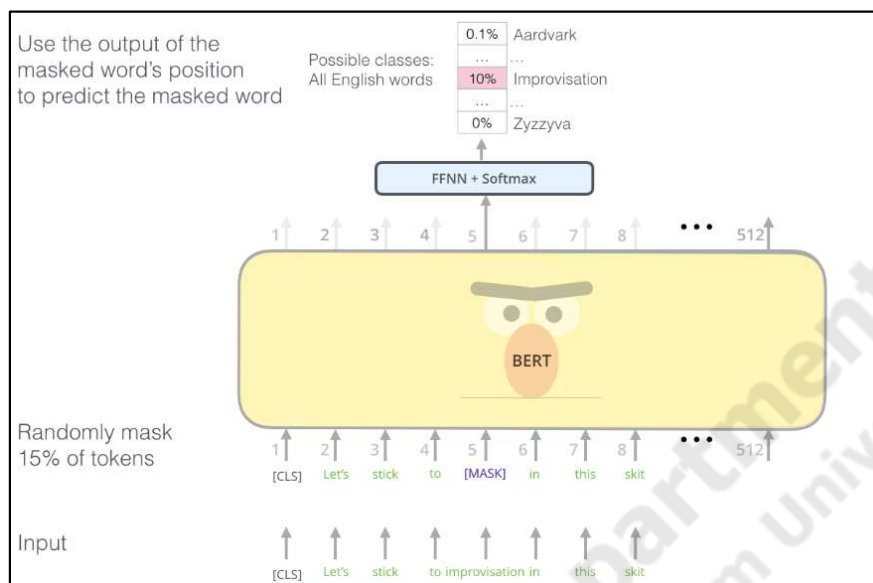 Use the output of the
masked word's position
to predict the masked word
Possible classes:
All English words
0.1% Aardvark
... ...
10% Improvisation
... ...
0% Zyzzyva
FFNN + Softmax
1 2 3 4 5 6 7 8 ... 512
BERT
Randomly mask
15% of tokens
1 2 3 4 5 6 7 8 ... 512
[CLS] Let's stick to [MASK] in this skit
Input
[CLS] Let's stick to improvisation in this skit